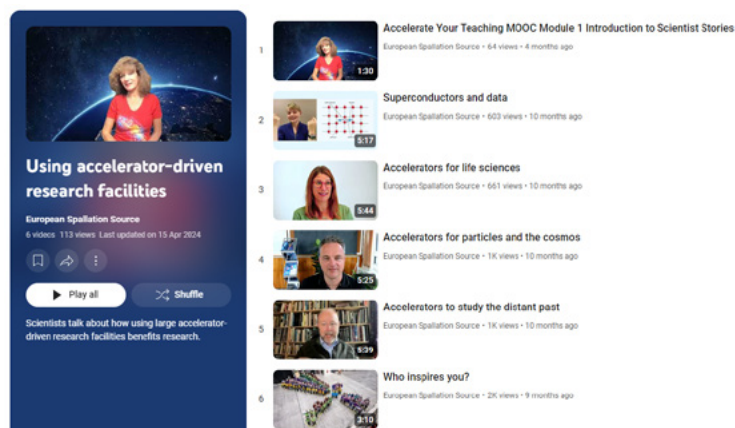 Using accelerator-driven
research facilities
European Spallation Source
6 videos 113 views Last updated on 15 Apr 2024
Play all
Shuffle
Scientists talk about how using large accelerator-
driven research facilities benefits research.
1
1:30
Accelerate Your Teaching MOOC Module 1 Introduction to Scientist Stories
European Spallation Source • 64 views • 4 months ago
2
5:17
Superconductors and data
European Spallation Source • 603 views • 10 months ago
3
5:44
Accelerators for life sciences
European Spallation Source • 661 views • 10 months ago
4
5:25
Accelerators for particles and the cosmos
European Spallation Source • 1K views • 10 months ago
5
5:39
Accelerators to study the distant past
European Spallation Source • 1K views • 10 months ago
6
3:10
Who inspires you?
European Spallation Source • 2K views • 9 months ago